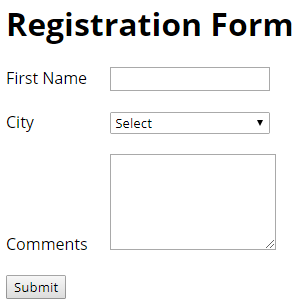 Registration Form
First Name
City
Select
Comments
Submit